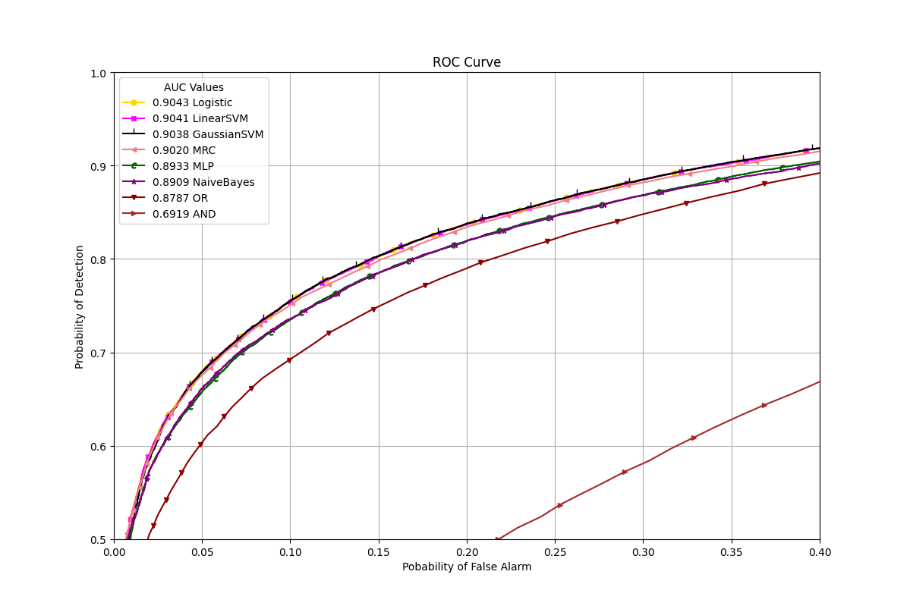 ROC Curve
1.0
0.9
0.8
0.7
0.6
0.5
Probability of Detection
AUC Values
0.9043 Logistic
0.9041 LinearSVM
0.9038 GaussianSVM
0.9020 MRC
0.8933 MLP
0.8909 NaiveBayes
0.8787 OR
0.6919 AND
0.00 0.05 0.10 0.15 0.20 0.25 0.30 0.35 0.40
Pobability of False Alarm